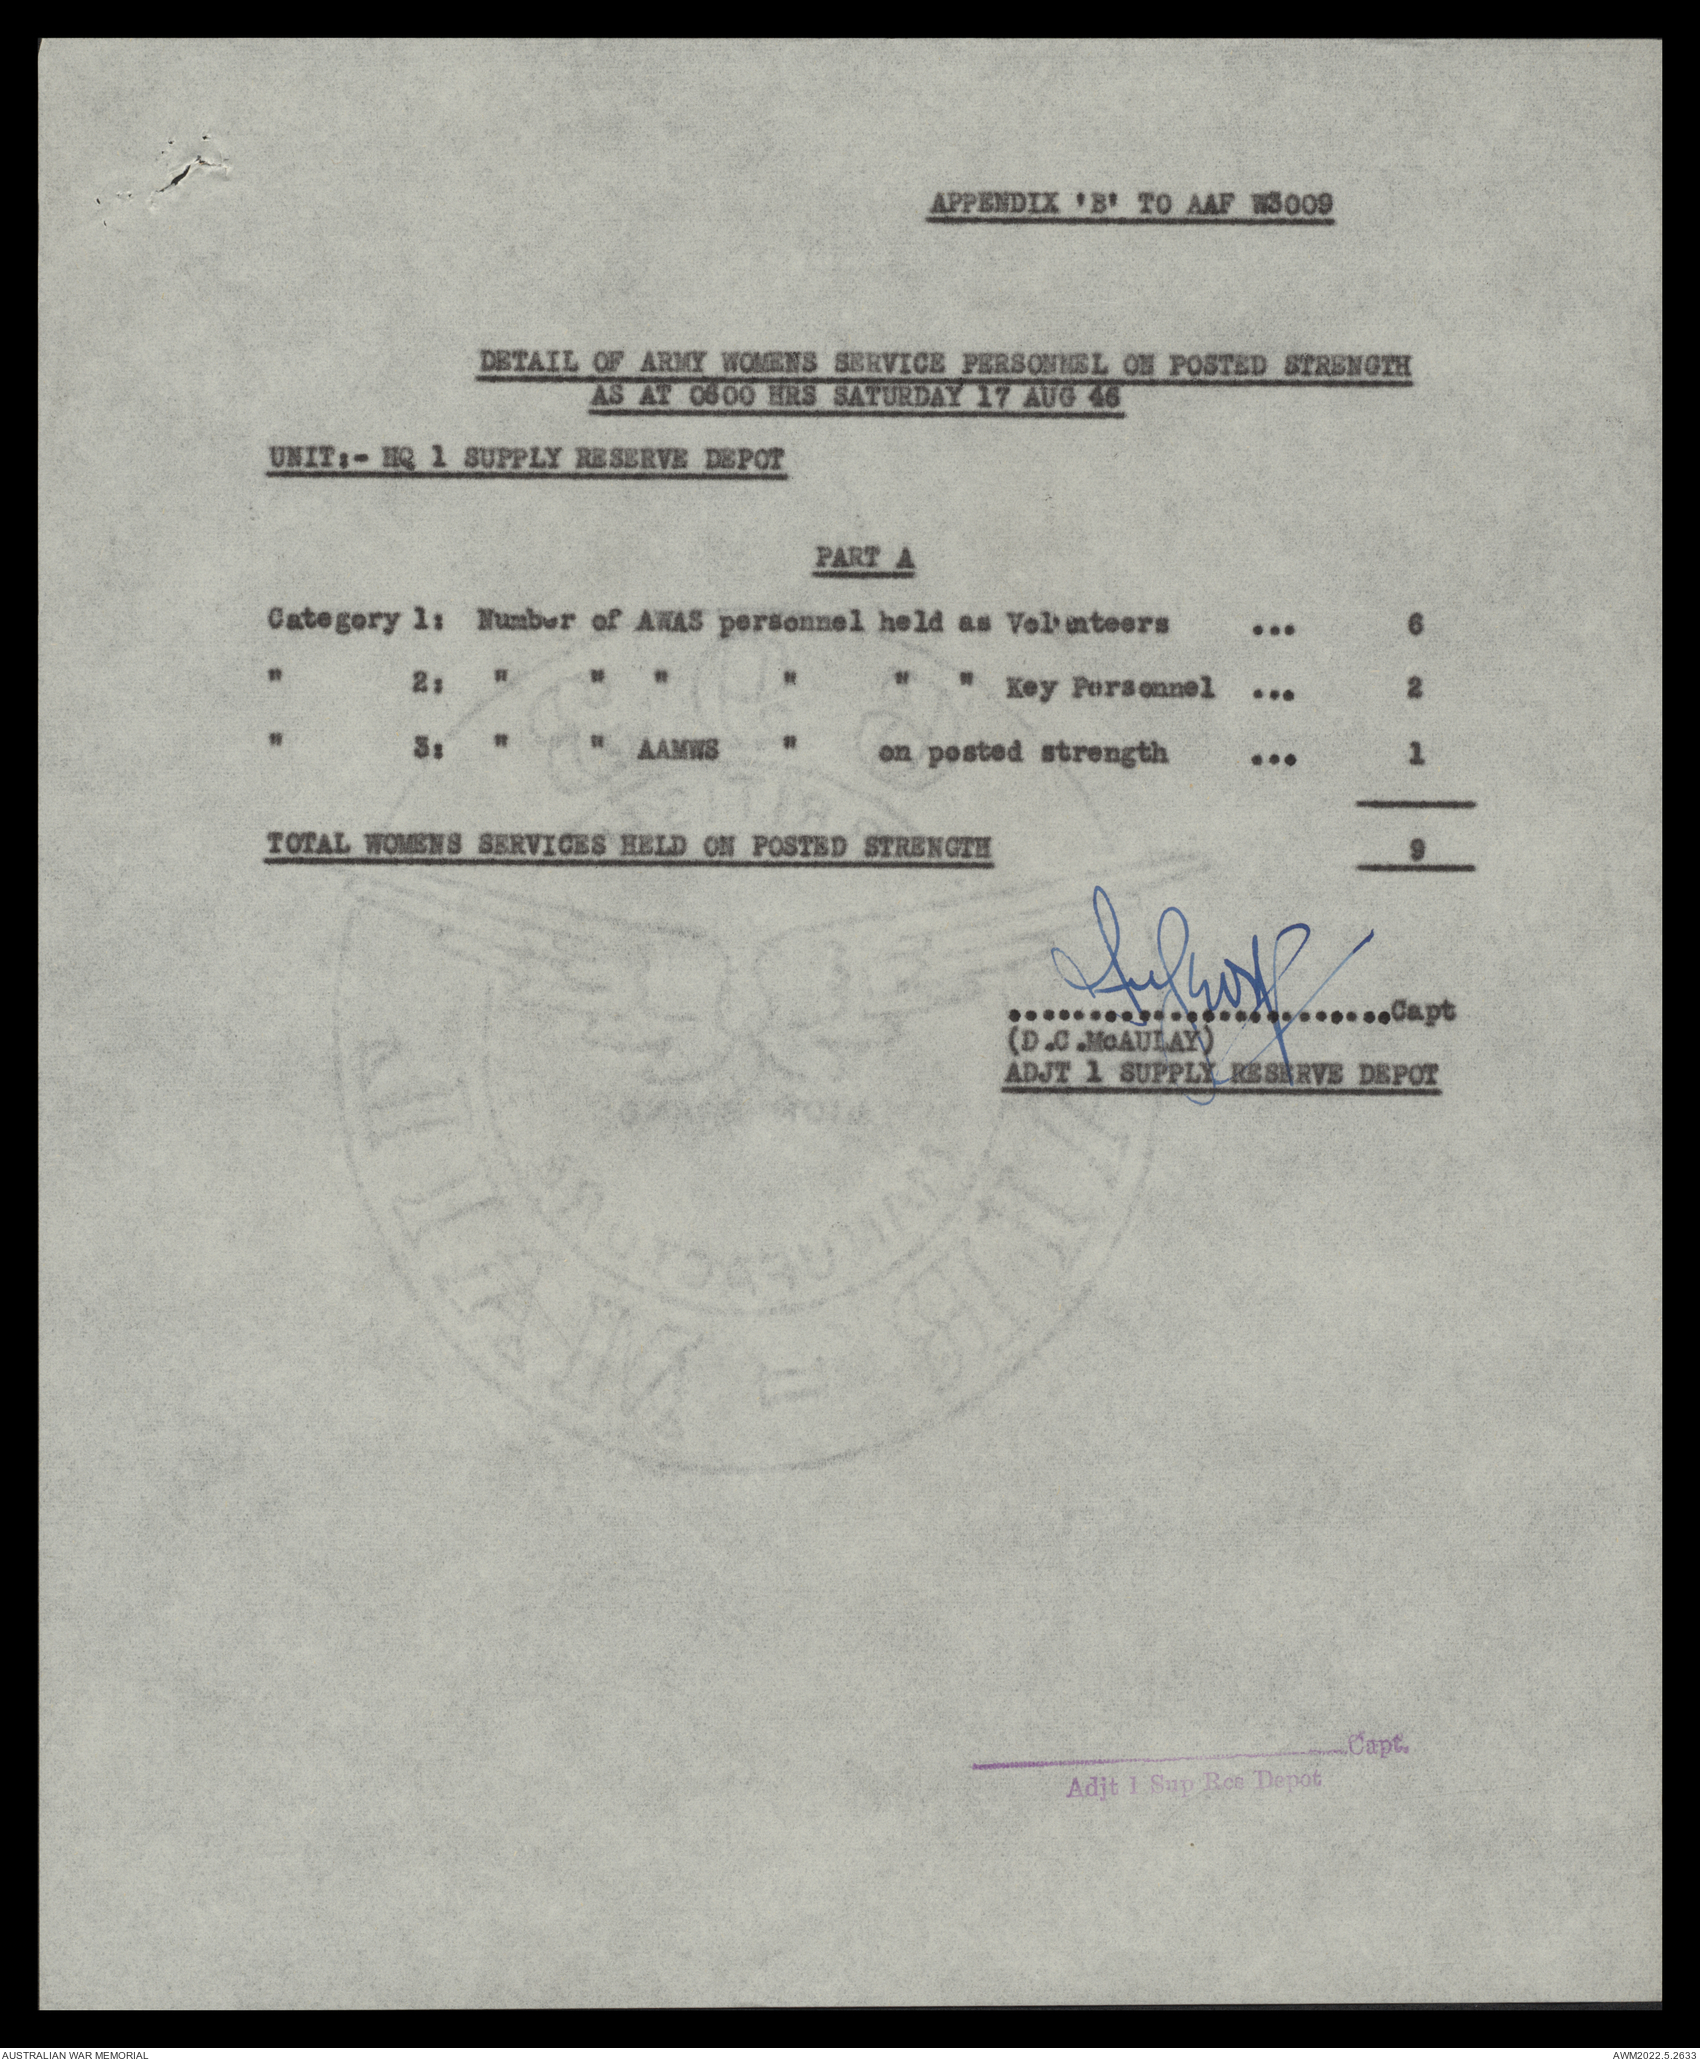 APPENDIX 'B' TO AAF W3009
DETAIL OF ARMY WOMENS SERVICE PERSONNEL ON POSTED STRENGTH
AS AT 0600 HRS SATURDAY 17 AUG 46
UNIT:- HQ 1 SUPPLY RESERVE DEPOT
PART A
Category 1: Number of AWAS personnel held as Volunteers ... 6
" 2: " " " " " " Key Personnel ... 2
" 3: " " AAMWS " on posted strength ... 1
TOTAL WOMENS SERVICES HELD ON POSTED STRENGTH 9
........................Capt
(D.C.McAULAY)
ADJT 1 SUPPLY RESERVE DEPOT
Capt.
Adjt 1 Sup Res Depot
AUSTRALIAN WAR MEMORIAL AWM2022.5.2633